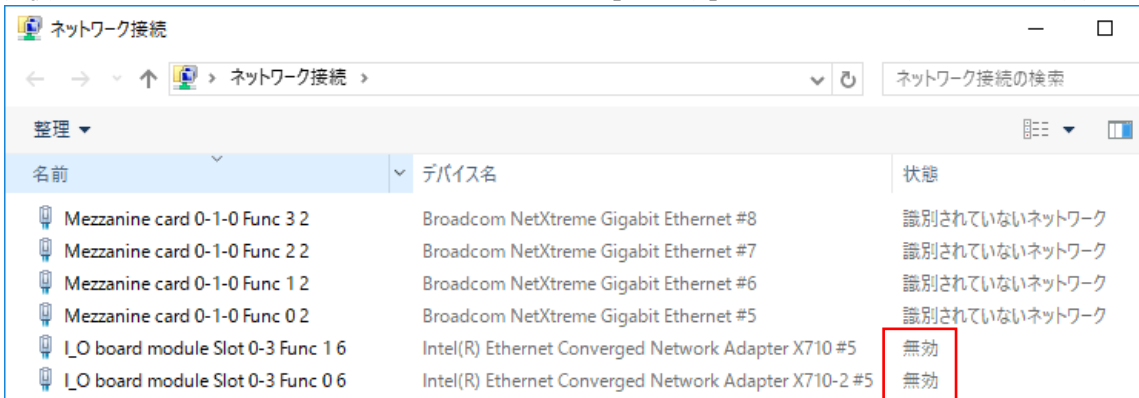 ネットワーク接続
ネットワーク接続
ネットワーク接続の検索
整理
名前 デバイス名 状態
Mezzanine card 0-1-0 Func 3 2 Broadcom NetXtreme Gigabit Ethernet #8 識別されていないネットワーク
Mezzanine card 0-1-0 Func 2 2 Broadcom NetXtreme Gigabit Ethernet #7 識別されていないネットワーク
Mezzanine card 0-1-0 Func 1 2 Broadcom NetXtreme Gigabit Ethernet #6 識別されていないネットワーク
Mezzanine card 0-1-0 Func 0 2 Broadcom NetXtreme Gigabit Ethernet #5 識別されていないネットワーク
I_O board module Slot 0-3 Func 1 6 Intel(R) Ethernet Converged Network Adapter X710 #5 無効
I_O board module Slot 0-3 Func 0 6 Intel(R) Ethernet Converged Network Adapter X710-2 #5 無効